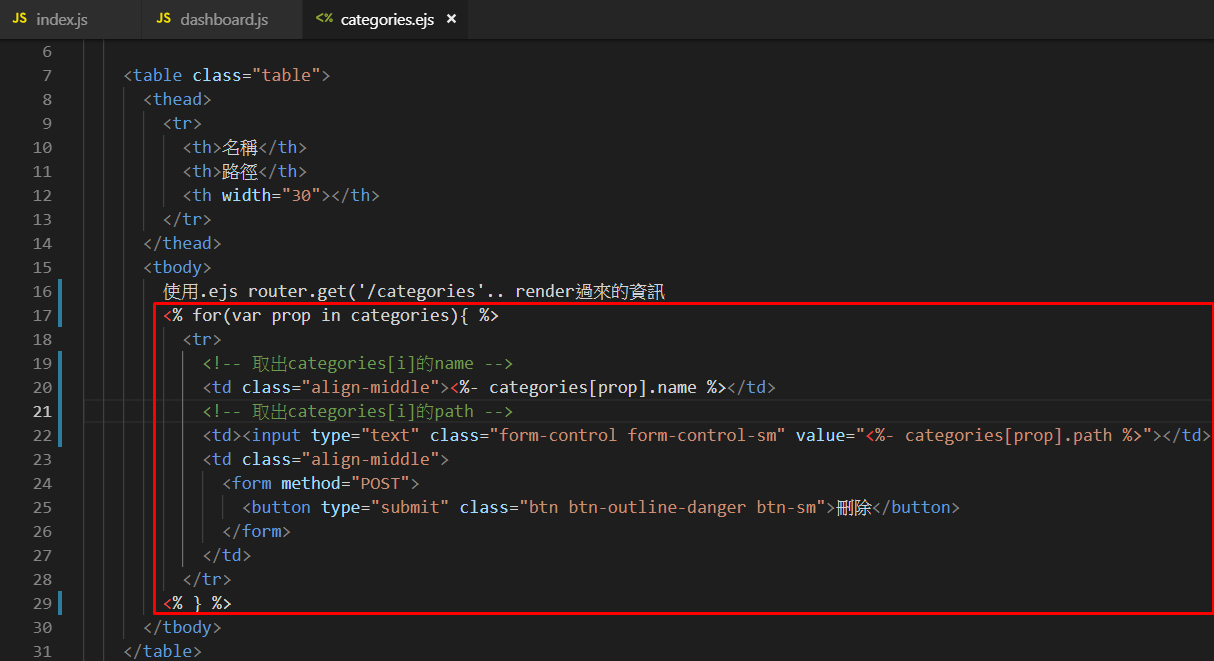 JS index.js JS dashboard.js <% categories.ejs ×
6
7 <table class="table">
8 <thead>
9 <tr>
10 <th>名稱</th>
11 <th>路徑</th>
12 <th width="30"></th>
13 </tr>
14 </thead>
15 <tbody>
16 使用.ejs router.get('/categories'.. render過來的資訊
17 <% for(var prop in categories){ %>
18 <tr>
19 <!-- 取出categories[i]的name -->
20 <td class="align-middle"><%- categories[prop].name %></td>
21 <!-- 取出categories[i]的path -->
22 <td><input type="text" class="form-control form-control-sm" value="<%- categories[prop].path %>"></td>
23 <td class="align-middle">
24 <form method="POST">
25 <button type="submit" class="btn btn-outline-danger btn-sm">刪除</button>
26 </form>
27 </td>
28 </tr>
29 <% } %>
30 </tbody>
31 </table>